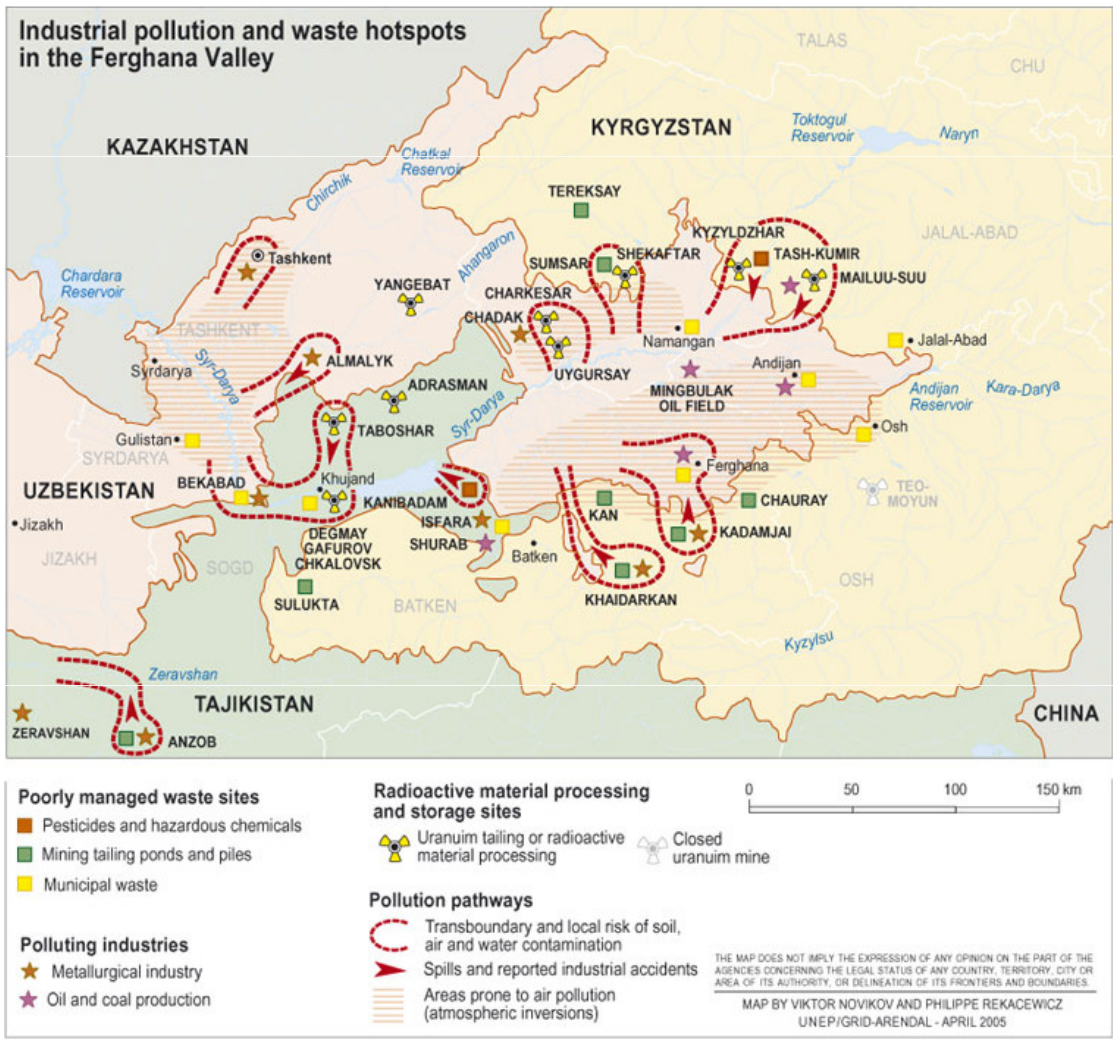 Industrial pollution and waste hotspots
in the Ferghana Valley
TALAS
CHU
KAZAKHSTAN
KYRGYZSTAN
Toktogul
Reservoir
Naryn
Chatkal
Reservoir
Chirchik
TEREKSAY
KYZYLDZHAR
JALAL-ABAD
Tashkent
Ahangaron
SUMSAR
SHEKAFTAR
TASH-KUMIR
MAILUU-SUU
Chardara
Reservoir
YANGEBAT
CHARKESAR
CHADAK
TASHKENT
Namangan
Jalal-Abad
Syrdarya
Syr-Darya
ALMALYK
UYGURSAY
Andijan
MINGBULAK
OIL FIELD
ADRASMAN
Andijan
Reservoir
Kara-Darya
Syr-Darya
TABOSHAR
Osh
Gulistan
SYRDARYA
Ferghana
BEKABAD
Khujand
UZBEKISTAN
KANIBADAM
KAN
CHAURAY
TEO-
MOYUN
Jizakh
ISFARA
DEGMAY
GAFUROV
CHKALOVSK
SHURAB
Batken
KADAMJAI
JIZAKH
SOGD
OSH
SULUKTA
BATKEN
KHAIDARKAN
Kyzylsu
Zeravshan
TAJIKISTAN
CHINA
ZERAVSHAN
ANZOB
Poorly managed waste sites
Pesticides and hazardous chemicals
Mining tailing ponds and piles
Municipal waste
Polluting industries
Metallurgical industry
Oil and coal production
Radioactive material processing
and storage sites
Uranuim tailing or radioactive
material processing
Closed
uranuim mine
Pollution pathways
Transboundary and local risk of soil,
air and water contamination
Spills and reported industrial accidents
Areas prone to air pollution
(atmospheric inversions)
0 50 100 150 km
THE MAP DOES NOT IMPLY THE EXPRESSION OF ANY OPINION ON THE PART OF THE
AGENCIES CONCERNING THE LEGAL STATUS OF ANY COUNTRY, TERRITORY, CITY OR
AREA OF ITS AUTHORITY, OR DELINEATION OF ITS FRONTIERS AND BOUNDARIES.
MAP BY VIKTOR NOVIKOV AND PHILIPPE REKACEWICZ
UNEP/GRID-ARENDAL - APRIL 2005